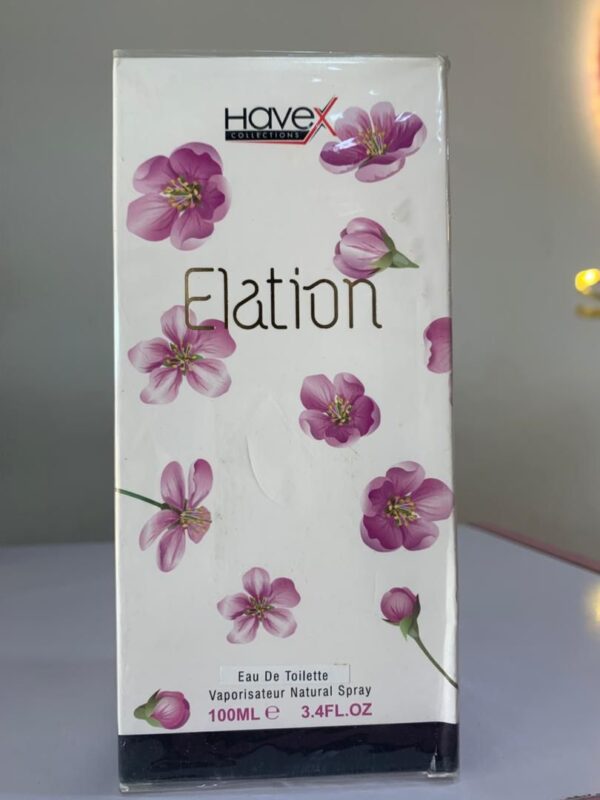 Havex
COLLECTIONS
Elation
Eau De Toilette
Vaporisateur Natural Spray
100ML ℮ 3.4FL.OZ